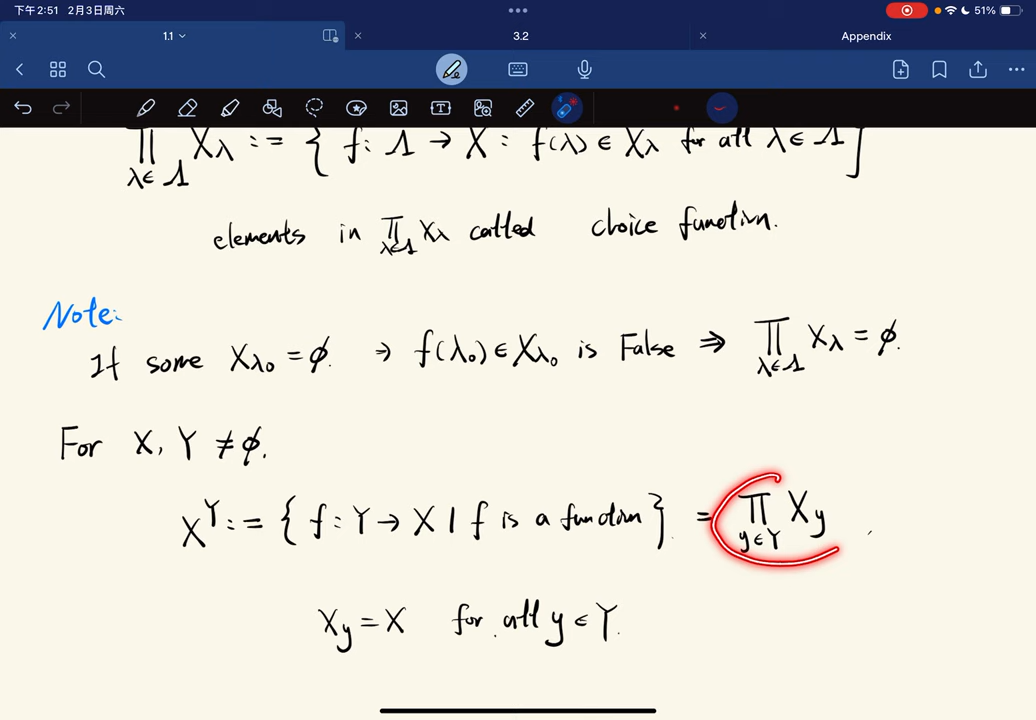 下午2:51 2月3日周六
51%
1.1 3.2 Appendix
∏_{λ∈Λ} X_λ := { f: Λ → X : f(λ) ∈ X_λ for all λ ∈ Λ }
elements in ∏_{λ∈Λ} X_λ called choice function.
Note:
If some X_{λ₀} = ∅. ⇒ f(λ₀) ∈ X_{λ₀} is False ⇒ ∏_{λ∈Λ} X_λ = ∅.
For X, Y ≠ ∅.
X^Y := { f: Y → X | f is a function }. = ∏_{y∈Y} X_y
X_y = X for all y ∈ Y.